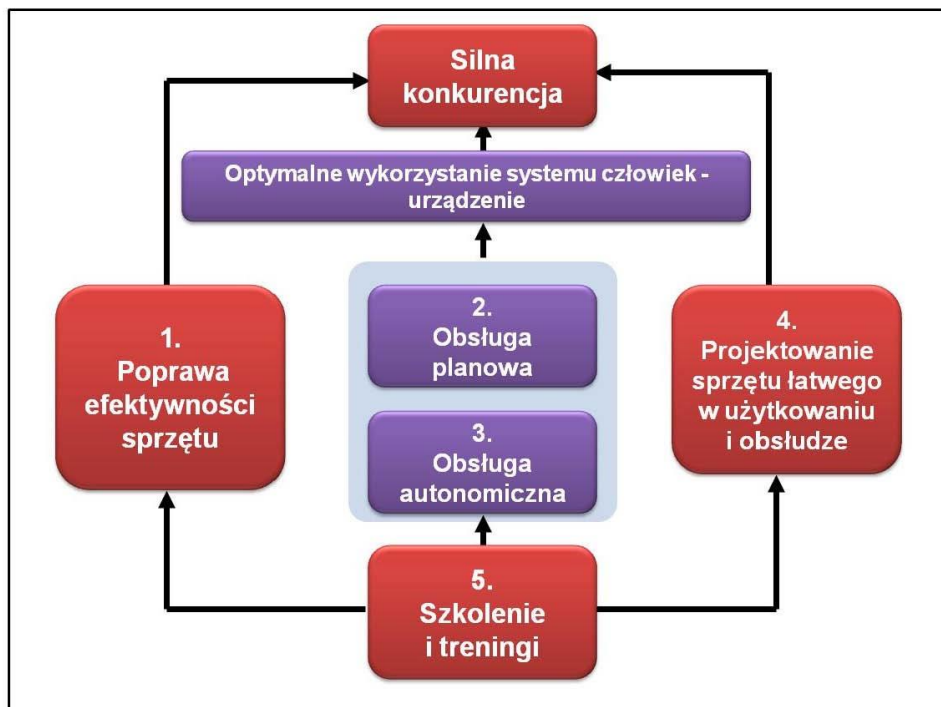 Silna
konkurencja
Optymalne wykorzystanie systemu człowiek -
urządzenie
1.
Poprawa
efektywności
sprzętu
2.
Obsługa
planowa
3.
Obsługa
autonomiczna
4.
Projektowanie
sprzętu łatwego
w użytkowaniu
i obsłudze
5.
Szkolenie
i treningi